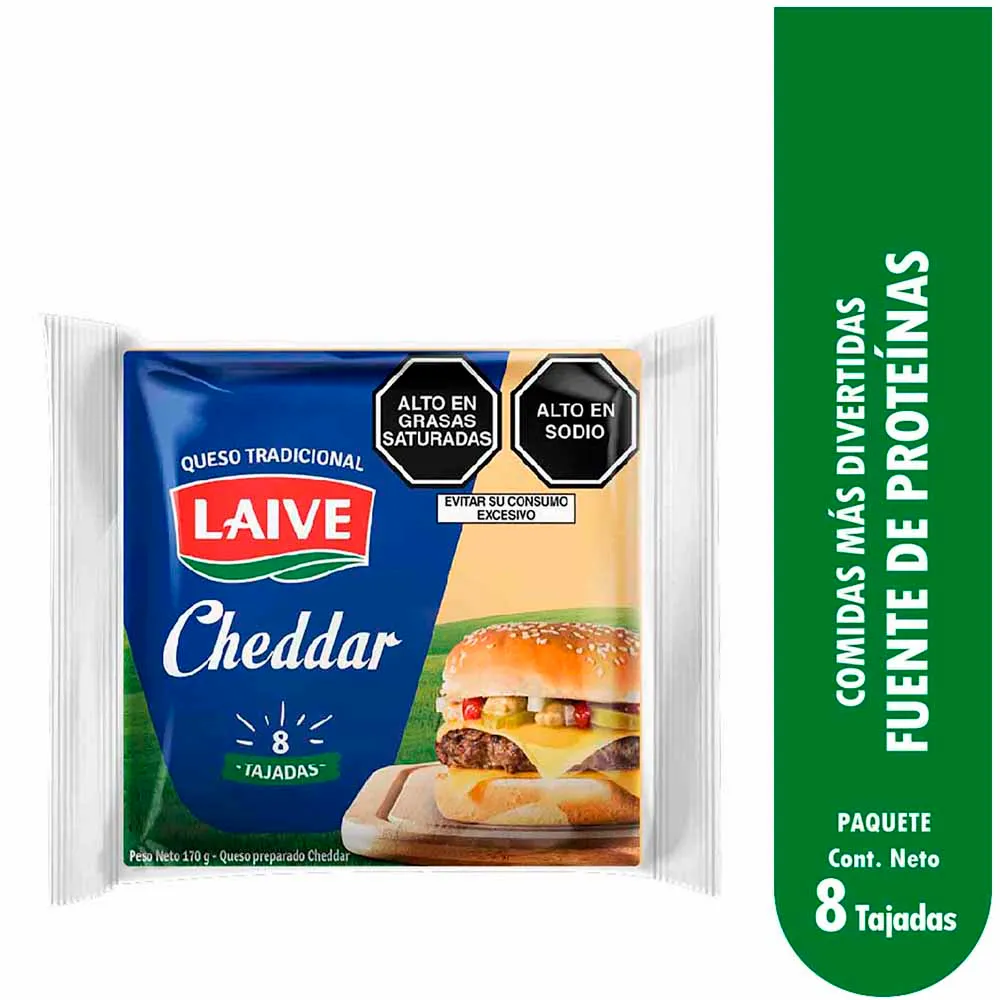 ALTO EN
GRASAS
SATURADAS
ALTO EN
SODIO
EVITAR SU CONSUMO
EXCESIVO
QUESO TRADICIONAL
LAIVE
Cheddar
8
TAJADAS
Peso Neto 170 g - Queso preparado Cheddar
COMIDAS MÁS DIVERTIDAS
FUENTE DE PROTEÍNAS
PAQUETE
Cont. Neto
8 Tajadas